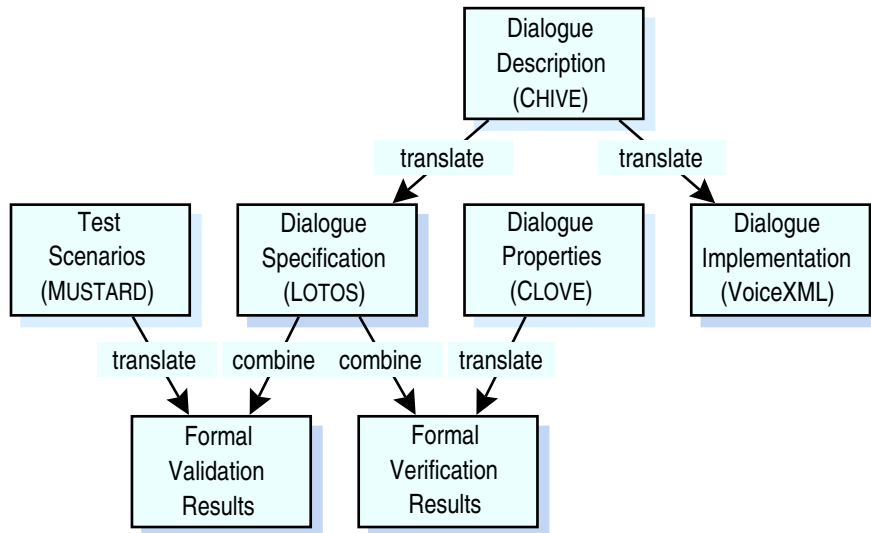 Dialogue
Description
(CHIVE)
translate
translate
Test
Scenarios
(MUSTARD)
Dialogue
Specification
(LOTOS)
Dialogue
Properties
(CLOVE)
Dialogue
Implementation
(VoiceXML)
translate
combine
combine
translate
Formal
Validation
Results
Formal
Verification
Results